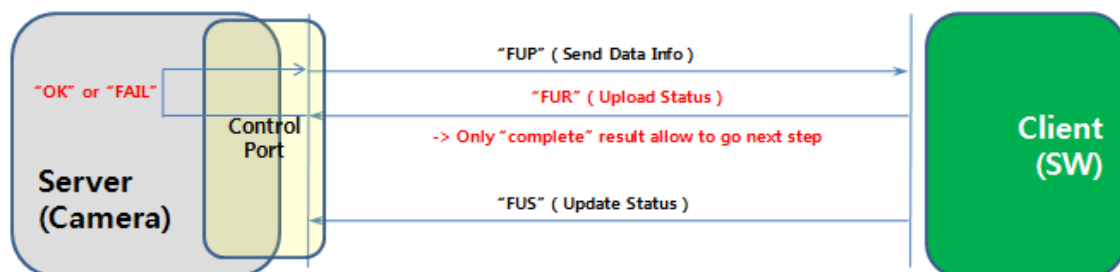 "FUP" ( Send Data Info )
"OK" or "FAIL"
"FUR" ( Upload Status )
Control
Port
-> Only "complete" result allow to go next step
Client
(SW)
Server
(Camera)
"FUS" ( Update Status )